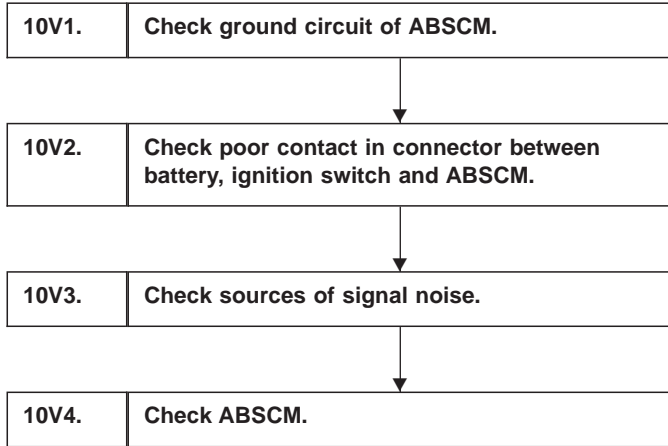 10V1. Check ground circuit of ABSCM.
10V2. Check poor contact in connector between
battery, ignition switch and ABSCM.
10V3. Check sources of signal noise.
10V4. Check ABSCM.